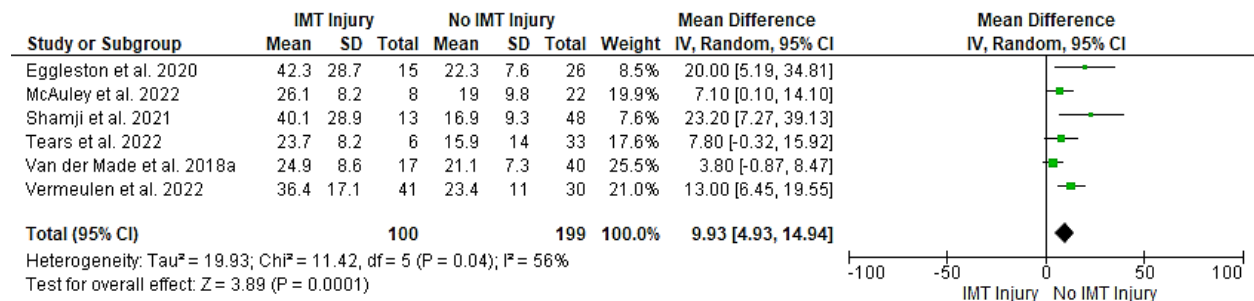 IMT Injury No IMT Injury Mean Difference Mean Difference
Study or Subgroup Mean SD Total Mean SD Total Weight IV, Random, 95% CI IV, Random, 95% CI
Eggleston et al. 2020 42.3 28.7 15 22.3 7.6 26 8.5% 20.00 [5.19, 34.81]
McAuley et al. 2022 26.1 8.2 8 19 9.8 22 19.9% 7.10 [0.10, 14.10]
Shamji et al. 2021 40.1 28.9 13 16.9 9.3 48 7.6% 23.20 [7.27, 39.13]
Tears et al. 2022 23.7 8.2 6 15.9 14 33 17.6% 7.80 [-0.32, 15.92]
Van der Made et al. 2018a 24.9 8.6 17 21.1 7.3 40 25.5% 3.80 [-0.87, 8.47]
Vermeulen et al. 2022 36.4 17.1 41 23.4 11 30 21.0% 13.00 [6.45, 19.55]
Total (95% CI) 100 199 100.0% 9.93 [4.93, 14.94]
Heterogeneity: Tau² = 19.93; Chi² = 11.42, df = 5 (P = 0.04); I² = 56%
Test for overall effect: Z = 3.89 (P = 0.0001)
-100 -50 0 50 100
IMT Injury No IMT Injury